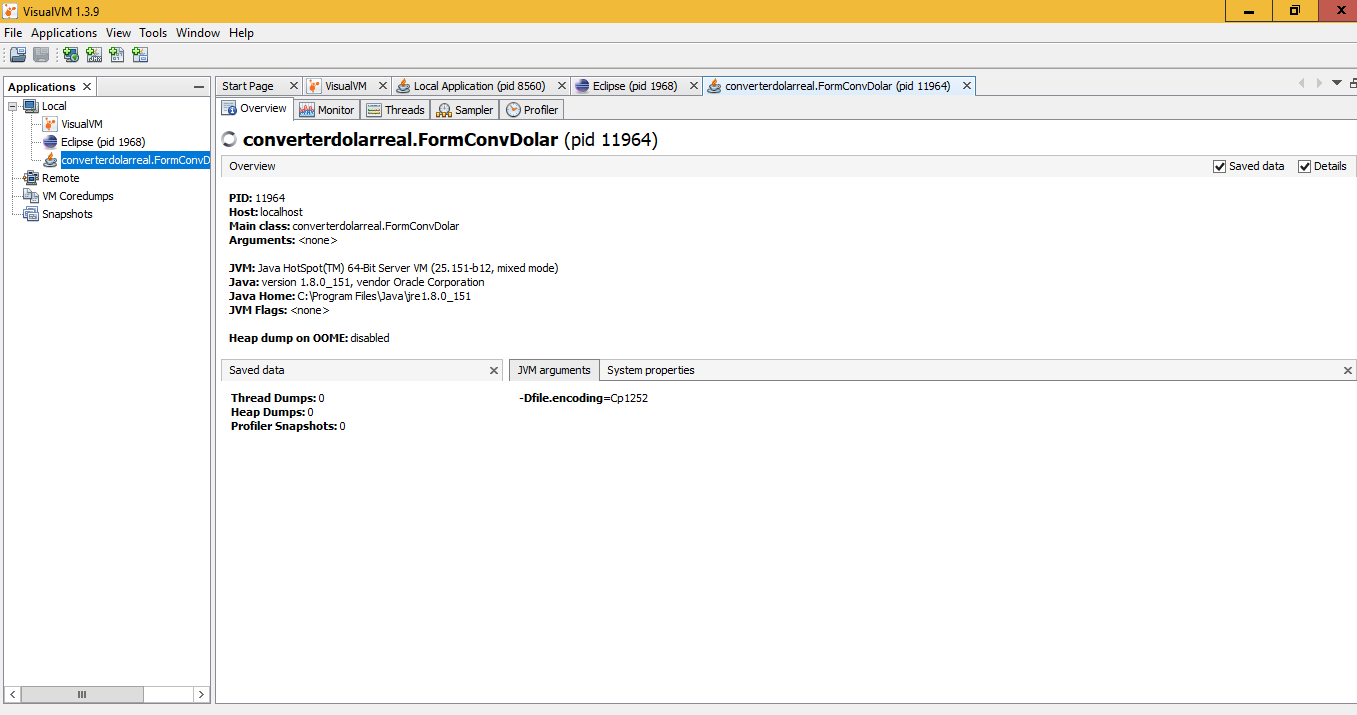 VisualVM 1.3.9
File Applications View Tools Window Help
Applications
Local
VisualVM
Eclipse (pid 1968)
converterdolarreal.FormConvD
Remote
VM Coredumps
Snapshots
Start Page VisualVM Local Application (pid 8560) Eclipse (pid 1968) converterdolarreal.FormConvDolar (pid 11964)
Overview Monitor Threads Sampler Profiler
converterdolarreal.FormConvDolar (pid 11964)
Overview Saved data Details
PID: 11964
Host: localhost
Main class: converterdolarreal.FormConvDolar
Arguments: <none>
JVM: Java HotSpot(TM) 64-Bit Server VM (25.151-b12, mixed mode)
Java: version 1.8.0_151, vendor Oracle Corporation
Java Home: C:\Program Files\Java\jre1.8.0_151
JVM Flags: <none>
Heap dump on OOME: disabled
Saved data
Thread Dumps: 0
Heap Dumps: 0
Profiler Snapshots: 0
JVM arguments System properties
-Dfile.encoding=Cp1252